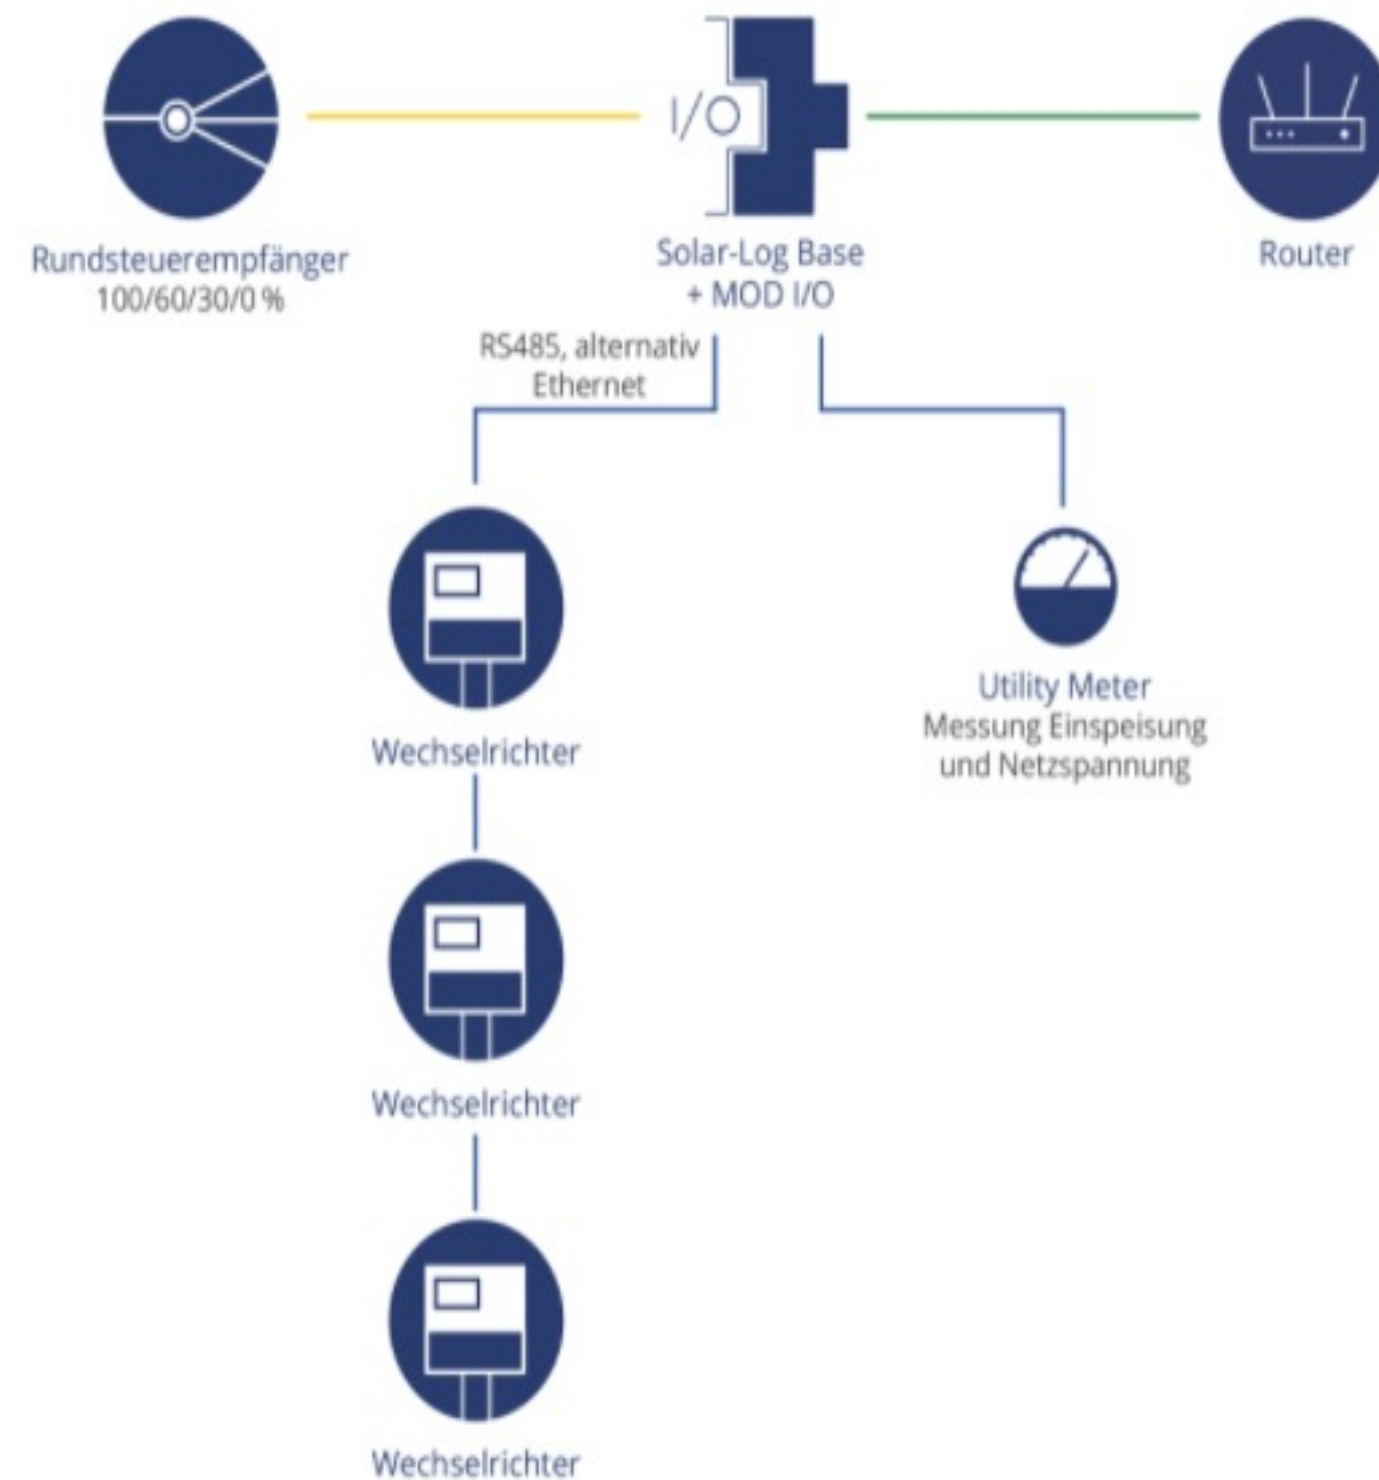 I/O
Rundsteuerempfänger
100/60/30/0 %
Solar-Log Base
+ MOD I/O
Router
RS485, alternativ
Ethernet
Wechselrichter
Utility Meter
Messung Einspeisung
und Netzspannung
Wechselrichter
Wechselrichter